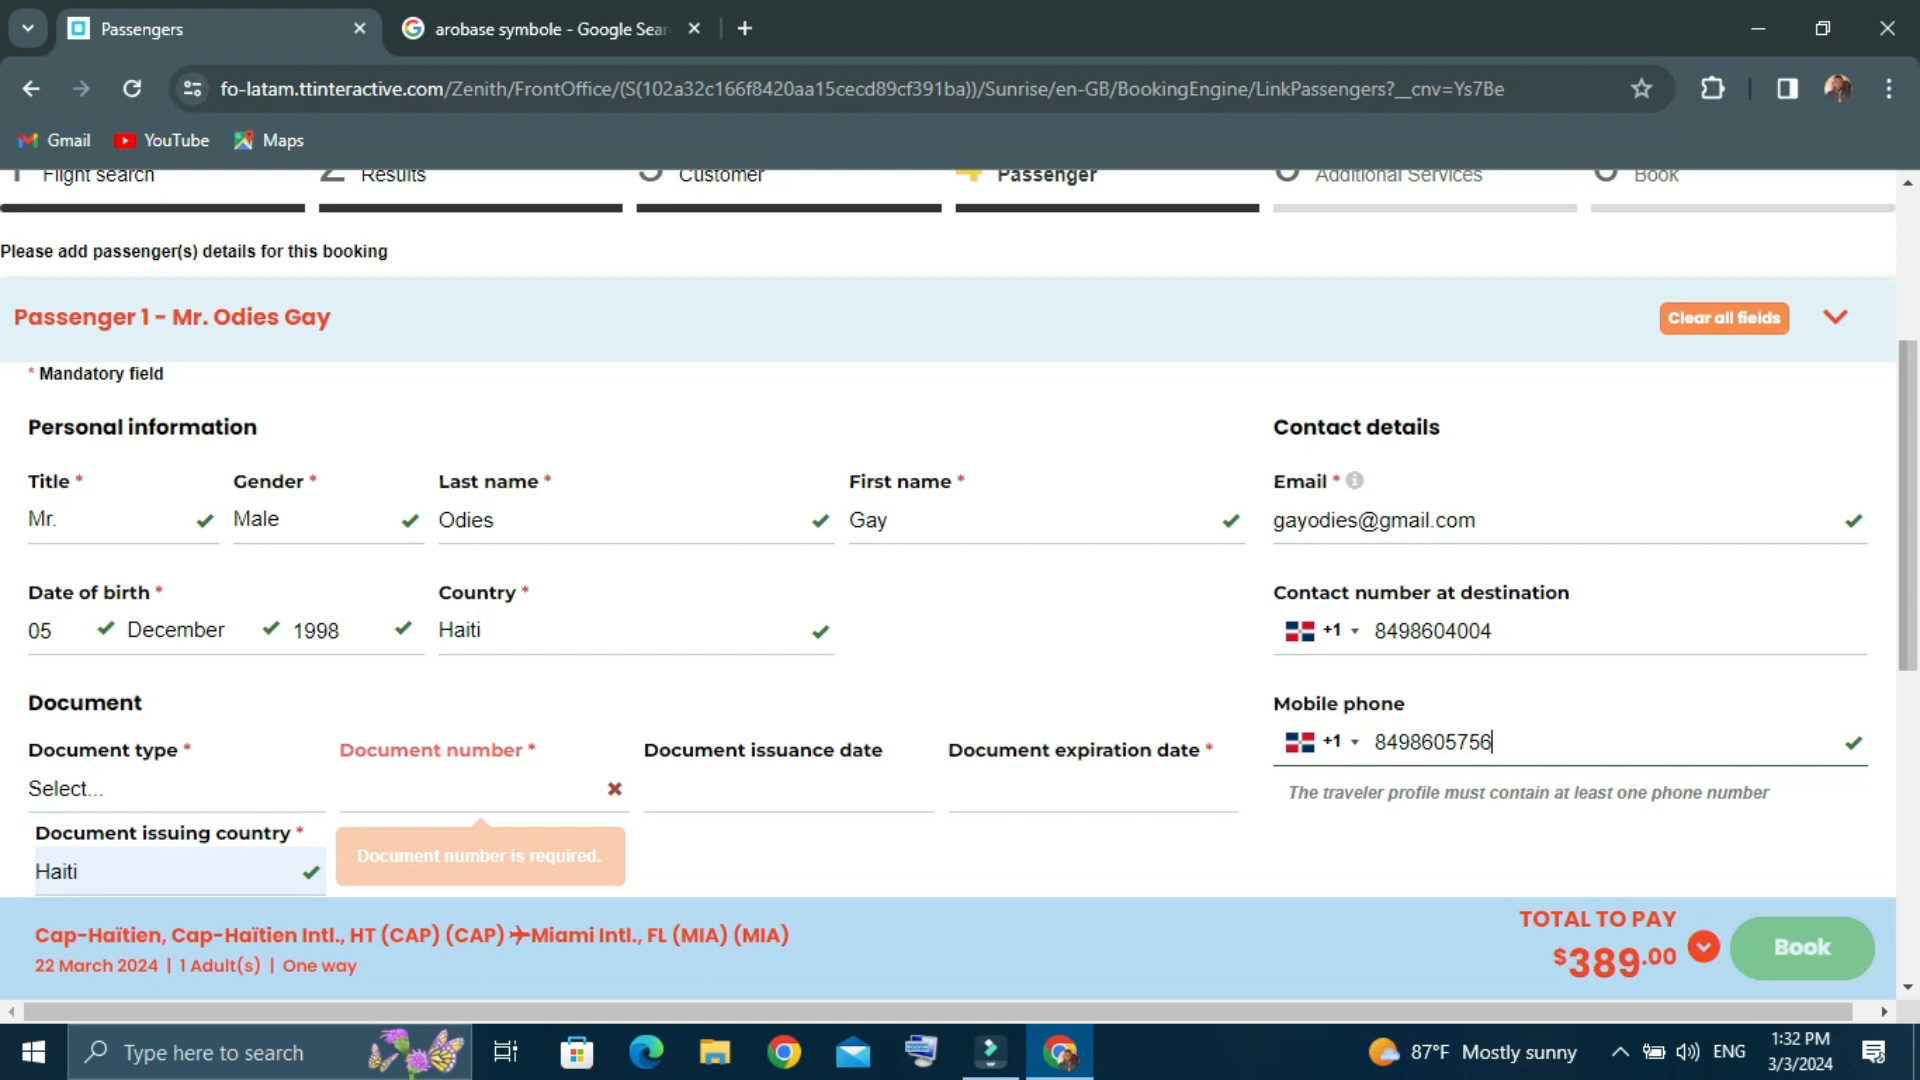 Passengers
arobase symbole - Google Sear
fo-latam.ttinteractive.com/Zenith/FrontOffice/(S(102a32c166f8420aa15cecd89cf391ba))/Sunrise/en-GB/BookingEngine/LinkPassengers?__cnv=Ys7Be
Gmail YouTube Maps
1 Flight search 2 Results 3 Customer 4 Passenger Additional Services Book
Please add passenger(s) details for this booking
Passenger 1 - Mr. Odies Gay Clear all fields
* Mandatory field
Personal information Contact details
Title * Gender * Last name * First name * Email *
Mr. Male Odies Gay gayodies@gmail.com
Date of birth * Country * Contact number at destination
05 December 1998 Haiti +1 8498604004
Document Mobile phone
Document type * Document number * Document issuance date Document expiration date * +1 8498605756
Select...
The traveler profile must contain at least one phone number
Document issuing country *
Document number is required.
Haiti
Cap-Haïtien, Cap-Haïtien Intl., HT (CAP) (CAP) Miami Intl., FL (MIA) (MIA)
22 March 2024 | 1 Adult(s) | One way
TOTAL TO PAY
$389.00
Book
Type here to search
87°F Mostly sunny
ENG
1:32 PM
3/3/2024